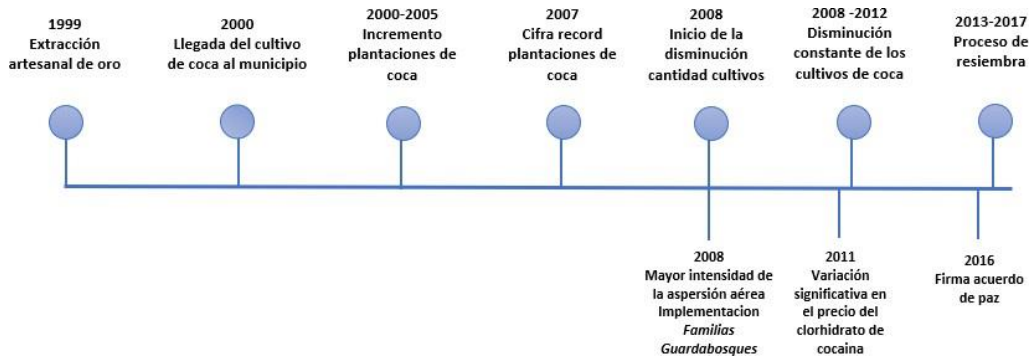 1999
Extracción
artesanal de oro
2000
Llegada del cultivo
de coca al municipio
2000-2005
Incremento
plantaciones de
coca
2007
Cifra record
plantaciones de
coca
2008
Inicio de la
disminución
cantidad cultivos
2008 -2012
Disminución
constante de los
cultivos de coca
2013-2017
Proceso de
resiembra
2008
Mayor intensidad de
la aspersión aérea
Implementacion
Familias
Guardabosques
2011
Variación
significativa en
el precio del
clorhidrato de
cocaina
2016
Firma acuerdo
de paz